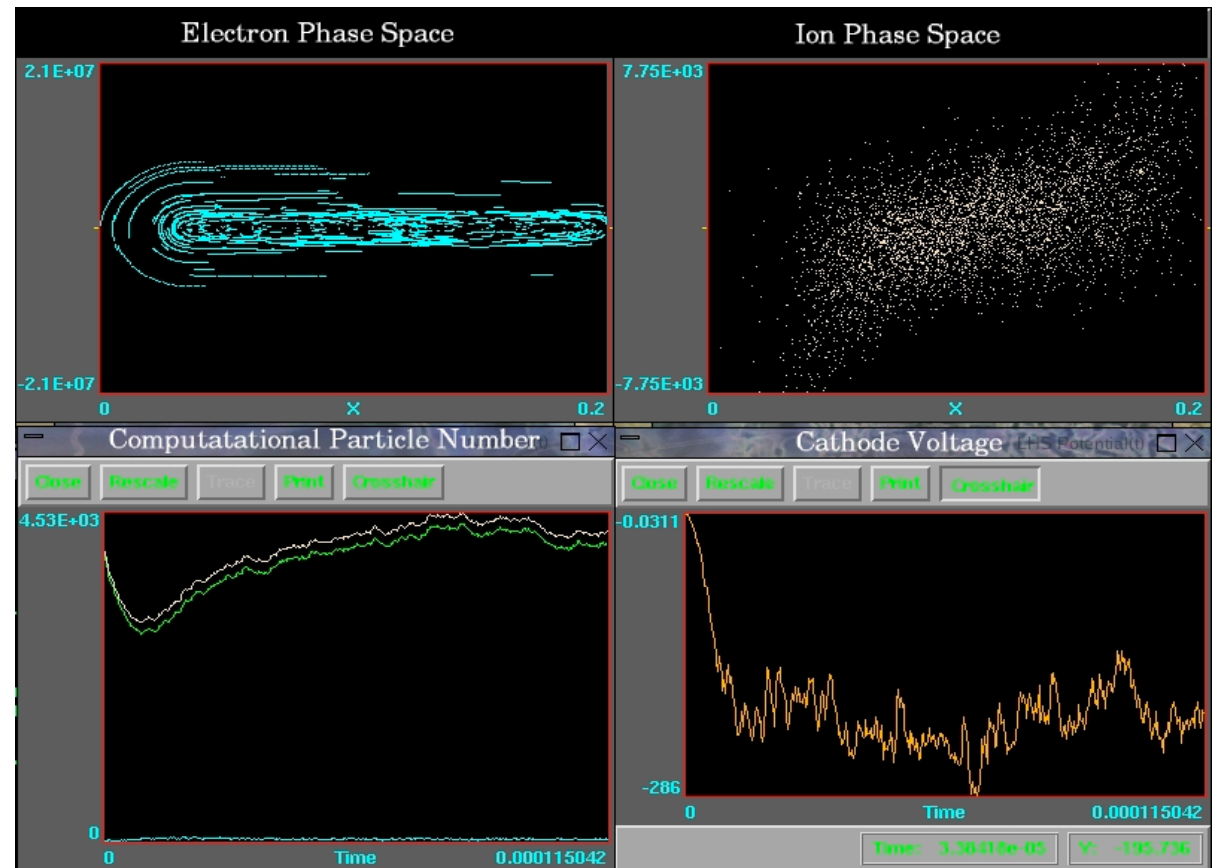 Electron Phase Space
Ion Phase Space
2.1E+07
-2.1E+07
0 X 0.2
7.75E+03
-7.75E+03
0 X 0.2
Computatational Particle Number
Close Rescale Trace Print Crosshair
4.53E+03
0
0 Time 0.000115042
Cathode Voltage LHS Potential(t)
Close Rescale Trace Print Crosshair
-0.0311
-286
0 Time 0.000115042
Time: 3.38418e-05 Y: -195.736